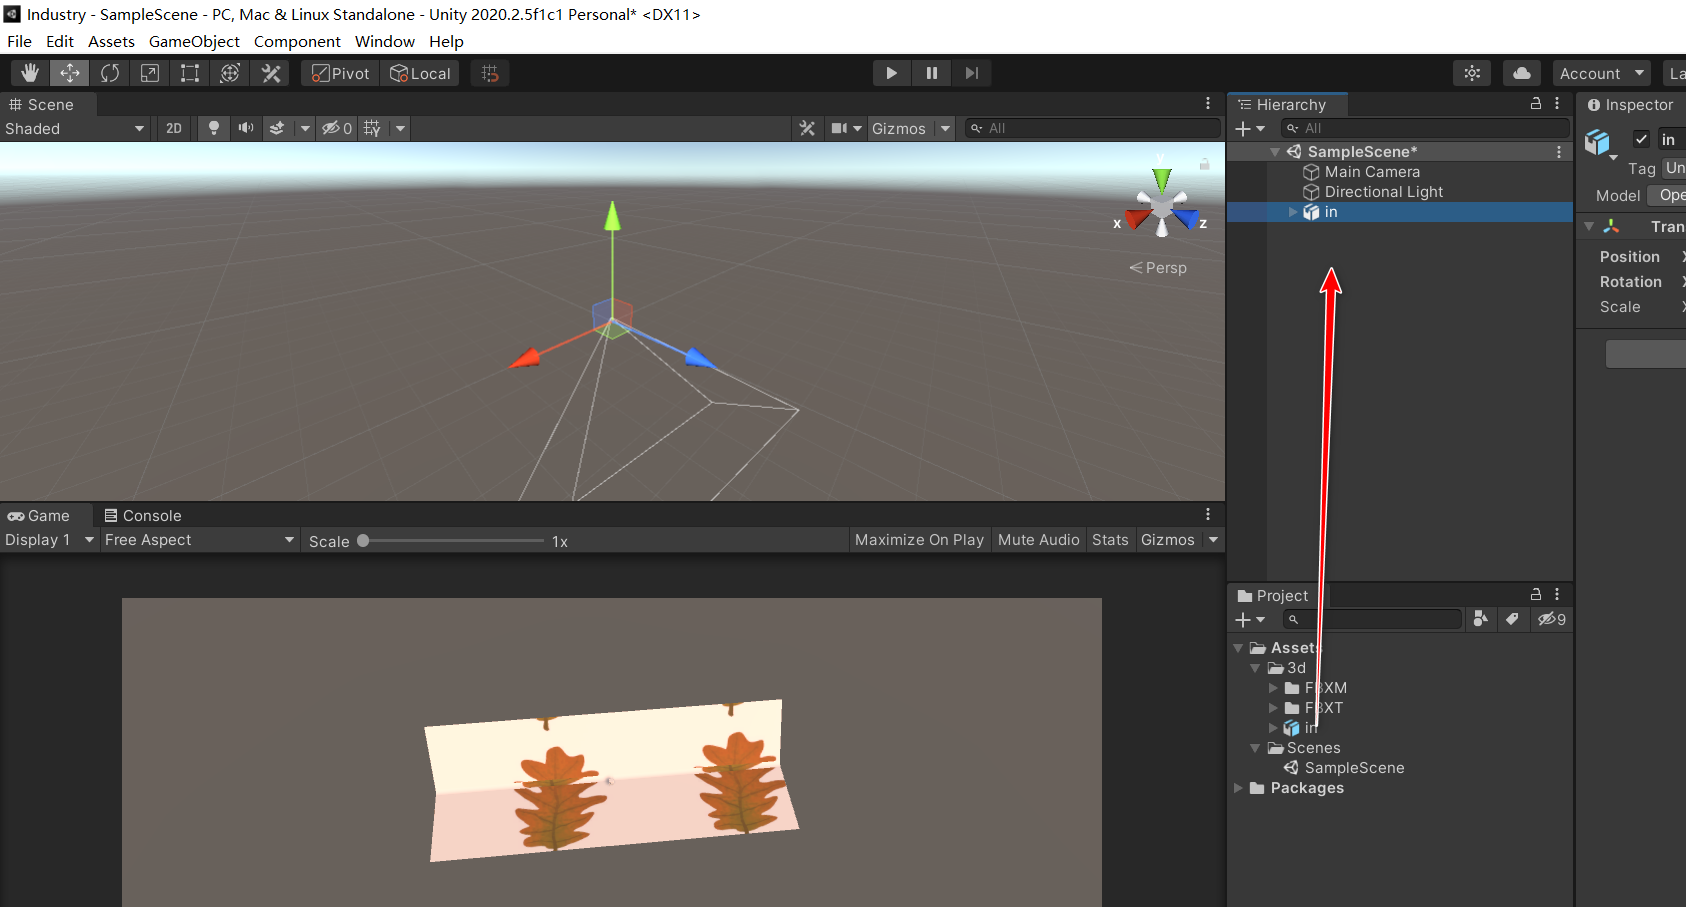 Industry - SampleScene - PC, Mac & Linux Standalone - Unity 2020.2.5f1c1 Personal* <DX11>
File Edit Assets GameObject Component Window Help
Pivot Local Account La
Scene
Shaded 2D 0 Gizmos All
y
x z
Persp
Hierarchy
All
SampleScene*
Main Camera
Directional Light
in
Inspector
in
Tag Un
Model Ope
Tran
Position X
Rotation X
Scale X
Game Console
Display 1 Free Aspect Scale 1x Maximize On Play Mute Audio Stats Gizmos
Project
9
Assets
3d
FBXM
FBXT
in
Scenes
SampleScene
Packages